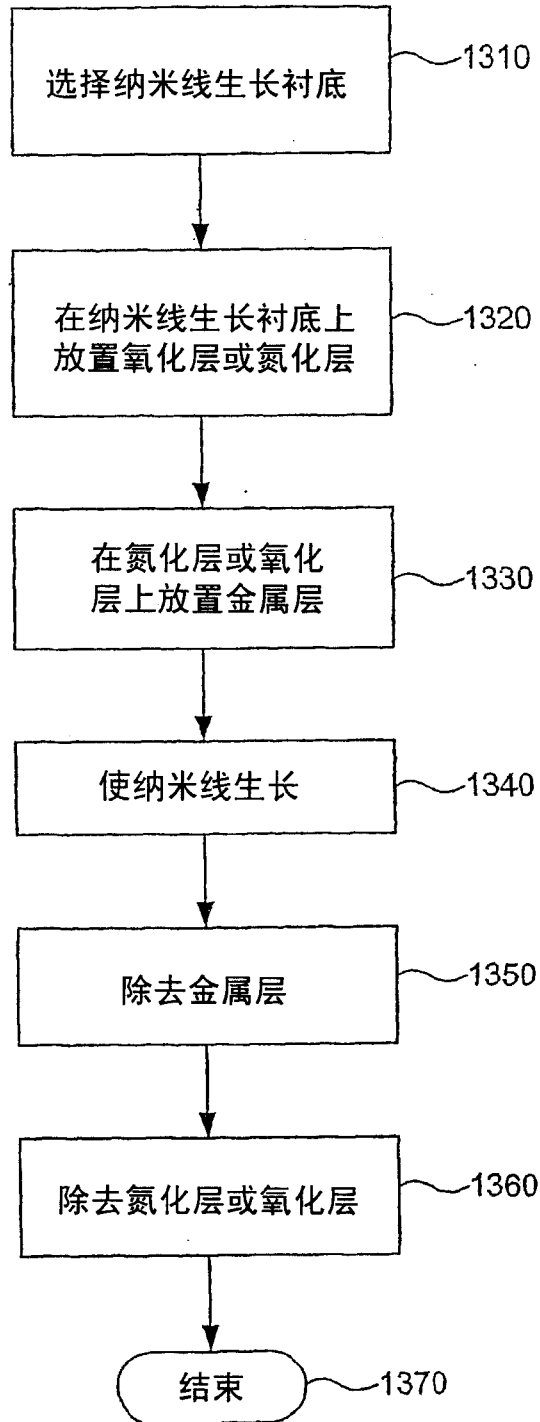 选择纳米线生长衬底
1310
在纳米线生长衬底上
放置氧化层或氮化层
1320
在氮化层或氧化
层上放置金属层
1330
使纳米线生长
1340
除去金属层
1350
除去氮化层或氧化层
1360
结束
1370